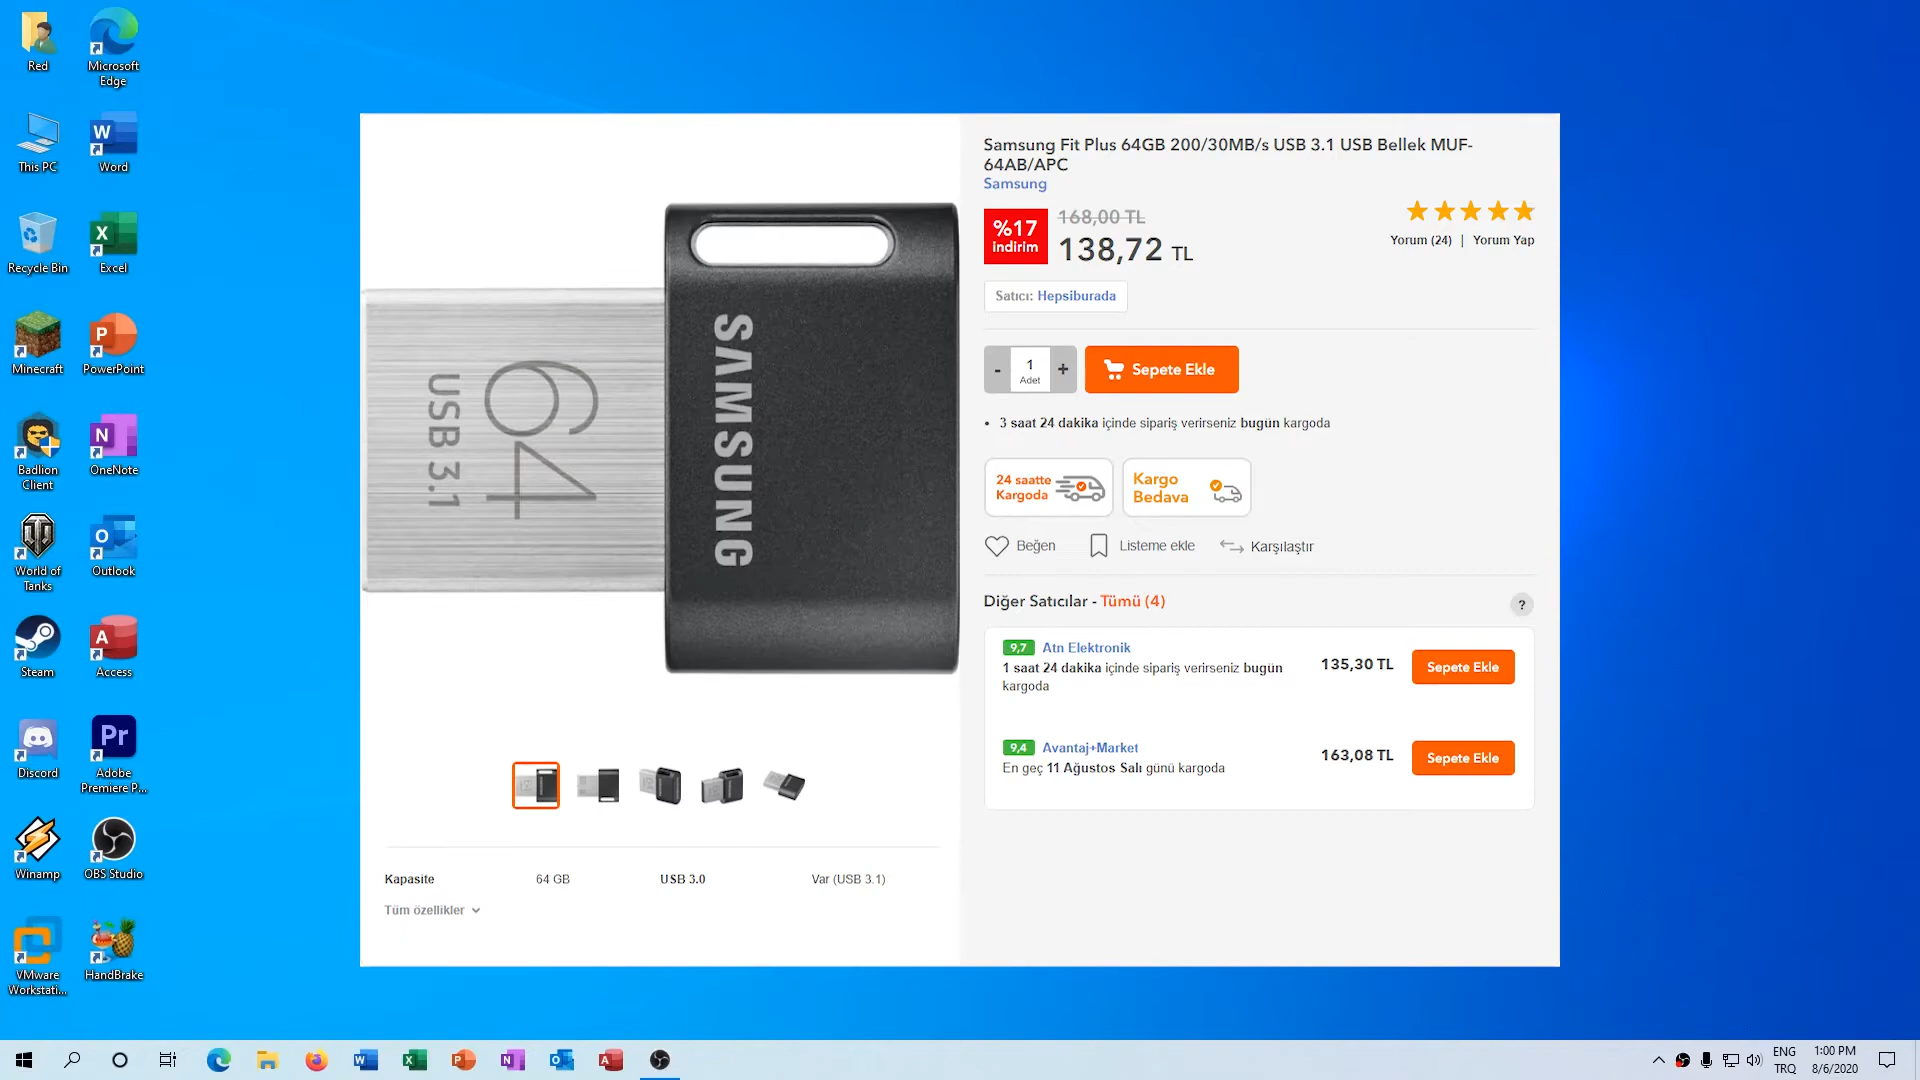 Red
Microsoft
Edge
This PC
Word
Recycle Bin
Excel
Minecraft
PowerPoint
Badlion
Client
OneNote
World of
Tanks
Outlook
Steam
Access
Discord
Adobe
Premiere P...
Winamp
OBS Studio
VMware
Workstati...
HandBrake
64
USB 3.1
SAMSUNG
Kapasite
64 GB
USB 3.0
Var (USB 3.1)
Tüm özellikler
Samsung Fit Plus 64GB 200/30MB/s USB 3.1 USB Bellek MUF-
64AB/APC
Samsung
%17
indirim
168,00 TL
138,72 TL
Yorum (24) | Yorum Yap
Satıcı: Hepsiburada
- 1 +
Adet
Sepete Ekle
• 3 saat 24 dakika içinde sipariş verirseniz bugün kargoda
24 saatte
Kargoda
Kargo
Bedava
Beğen
Listeme ekle
Karşılaştır
Diğer Satıcılar - Tümü (4)
?
9,7 Atn Elektronik
1 saat 24 dakika içinde sipariş verirseniz bugün
kargoda
135,30 TL
Sepete Ekle
9,4 Avantaj+Market
En geç 11 Ağustos Salı günü kargoda
163,08 TL
Sepete Ekle
ENG
TRQ
1:00 PM
8/6/2020